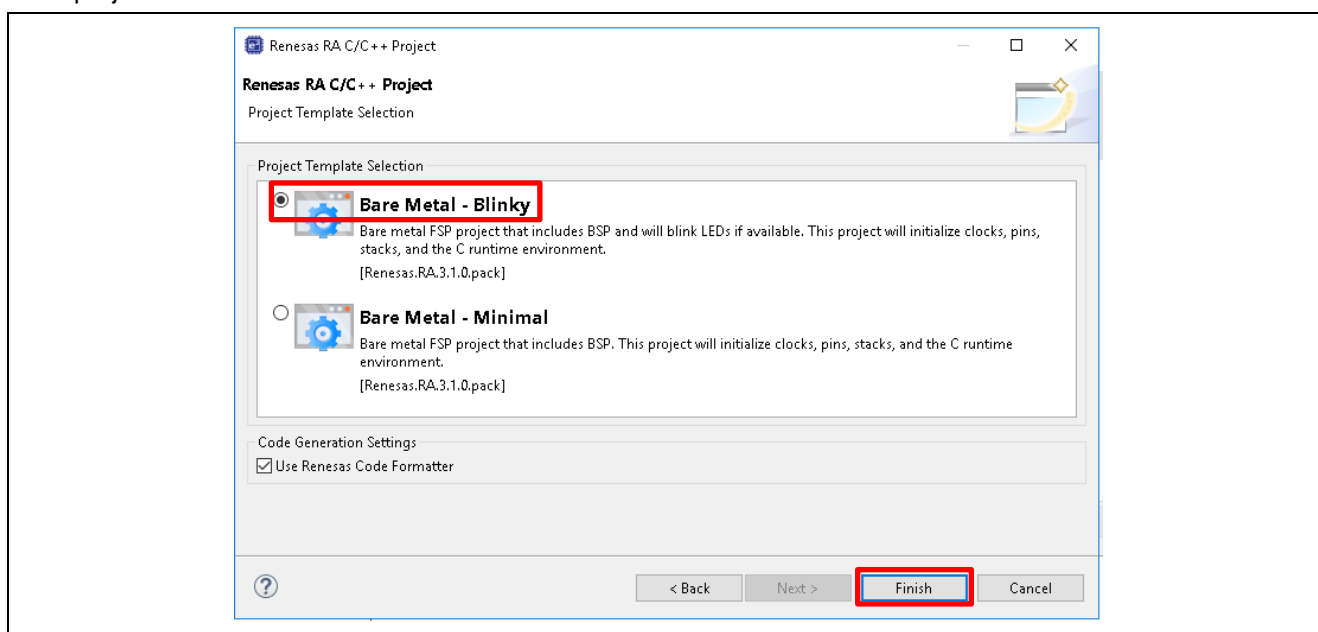 Renesas RA C/C++ Project
Renesas RA C/C++ Project
Project Template Selection
Project Template Selection
Bare Metal - Blinky
Bare metal FSP project that includes BSP and will blink LEDs if available. This project will initialize clocks, pins,
stacks, and the C runtime environment.
[Renesas.RA.3.1.0.pack]
Bare Metal - Minimal
Bare metal FSP project that includes BSP. This project will initialize clocks, pins, stacks, and the C runtime
environment.
[Renesas.RA.3.1.0.pack]
Code Generation Settings
Use Renesas Code Formatter
? < Back Next > Finish Cancel